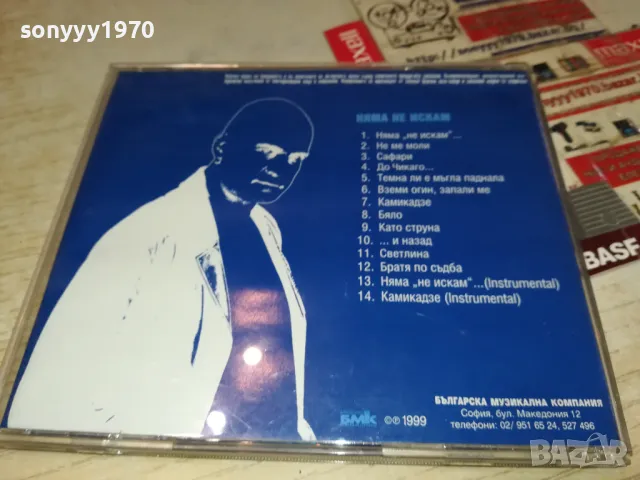 sonyyy1970
sonyyy1970
maxell
BASF
НЯМА НЕ ИСКАМ
1. Няма „не искам“...
2. Не ме моли
3. Сафари
4. До Чикаго...
5. Темна ли е мъгла паднала
6. Вземи огин, запали ме
7. Камикадзе
8. Бяло
9. Като струна
10. ... и назад
11. Светлина
12. Братя по съдба
13. Няма „не искам“...(Instrumental)
14. Камикадзе (Instrumental)
БЪЛГАРСКА МУЗИКАЛНА КОМПАНИЯ
София, бул. Македония 12
телефони: 02/ 951 65 24, 527 496
БМК ©℗ 1999
БАЗАР